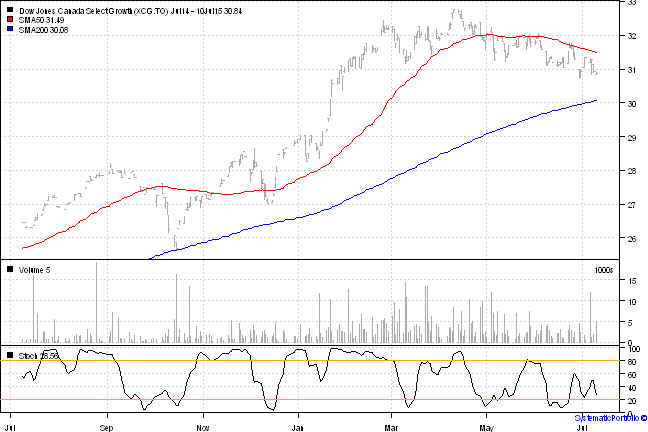 Dow Jones Canada Select Growth (XCG.TO) Jul14 - 10Jul15 30.84
SMA50 31.49
SMA200 30.08
33
32
31
30
29
28
27
26
Volume 5
1000s
15
10
5
0
Stoch 28.56
100
80
60
40
20
0
Jul Sep Nov Jan Mar May Jul
SystematicPortfolio ©